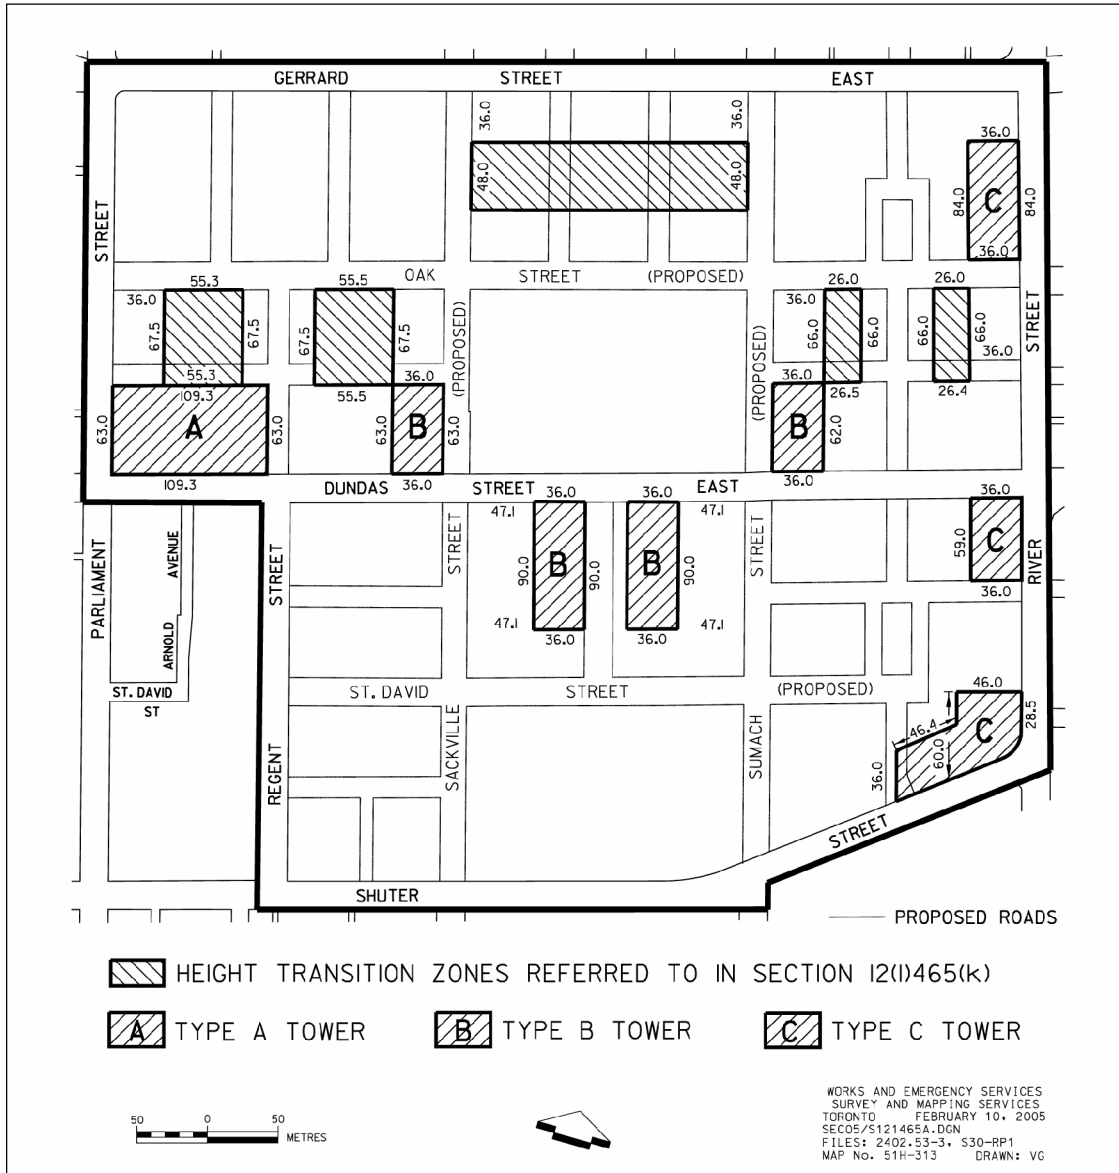 GERRARD STREET EAST
36.0 36.0 36.0
48.0 48.0
84.0 C 84.0
36.0
STREET
OAK STREET (PROPOSED)
55.3 55.5 26.0 26.0
36.0 36.0
67.5 67.5 67.5 67.5
66.0 66.0 66.0 66.0
36.0
STREET
(PROPOSED) (PROPOSED)
55.3 36.0 36.0
109.3 55.5 26.5 26.4
63.0 A 63.0
63.0 B 63.0
B 62.0
109.3 36.0 36.0
DUNDAS STREET EAST
36.0 36.0 36.0
47.1 47.1
PARLIAMENT
AVENUE
ARNOLD
STREET
STREET
STREET
90.0 B 90.0 B 90.0
59.0 C
RIVER
36.0
47.1 47.1
36.0 36.0
ST. DAVID
ST
ST. DAVID STREET (PROPOSED)
46.0
28.5
46.4
60.0
C
36.0
REGENT
SACKVILLE
SUMACH
STREET
SHUTER
PROPOSED ROADS
HEIGHT TRANSITION ZONES REFERRED TO IN SECTION 12(1)465(k)
A TYPE A TOWER B TYPE B TOWER C TYPE C TOWER
50 0 50
METRES
WORKS AND EMERGENCY SERVICES
SURVEY AND MAPPING SERVICES
TORONTO FEBRUARY 10, 2005
SEC05/S121465A.DGN
FILES: 2402.53-3, S30-RP1
MAP No. 51H-313 DRAWN: VG